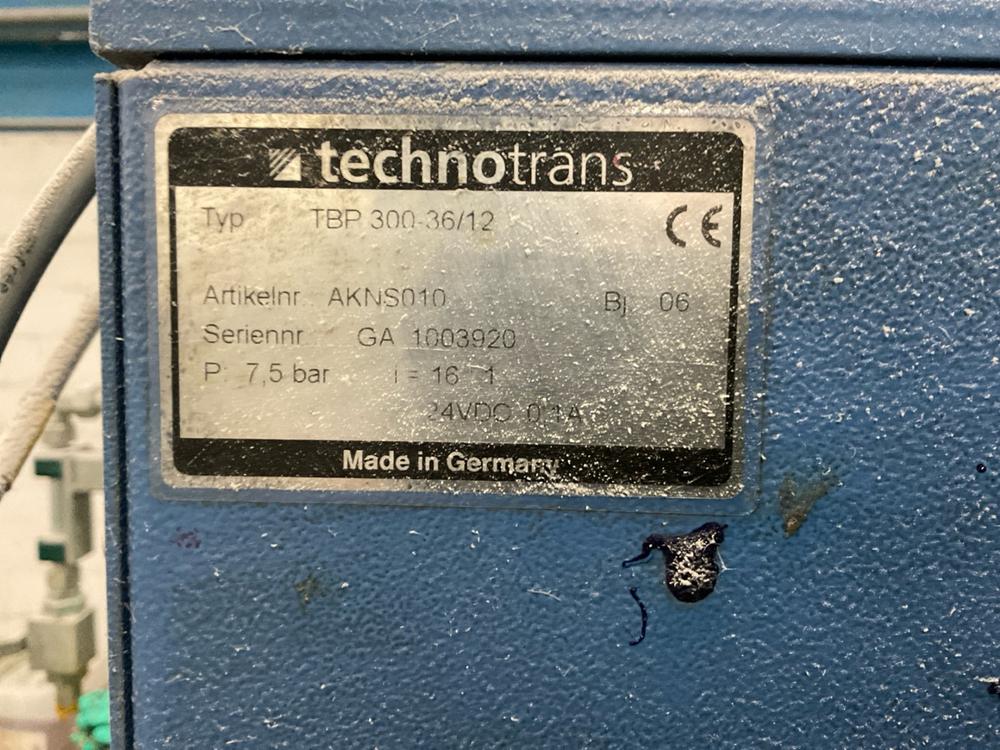 technotrans
Typ TBP 300-36/12 CE
Artikelnr. AKNS010 Bj 06
Seriennr GA 1003920
P: 7,5 bar i = 16 : 1
24VDC 0,1A
Made in Germany